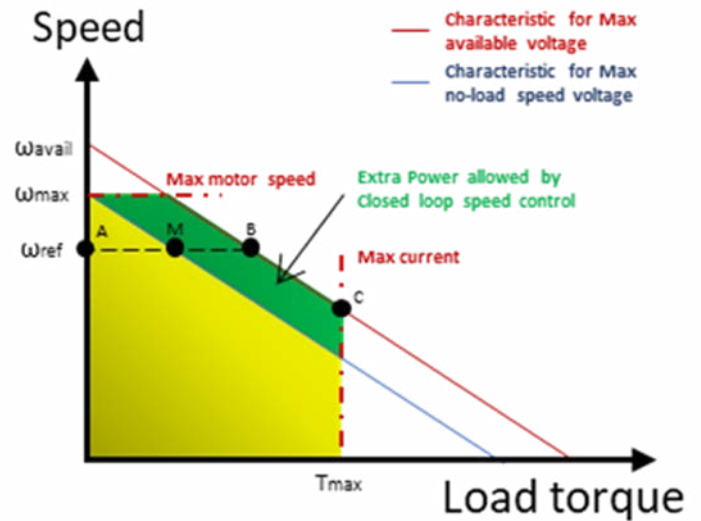 Speed
Characteristic for Max
available voltage
Characteristic for Max
no-load speed voltage
ωavail
Max motor speed
Extra Power allowed by
Closed loop speed control
ωmax
A
M
B
ωref
Max current
C
Tmax
Load torque